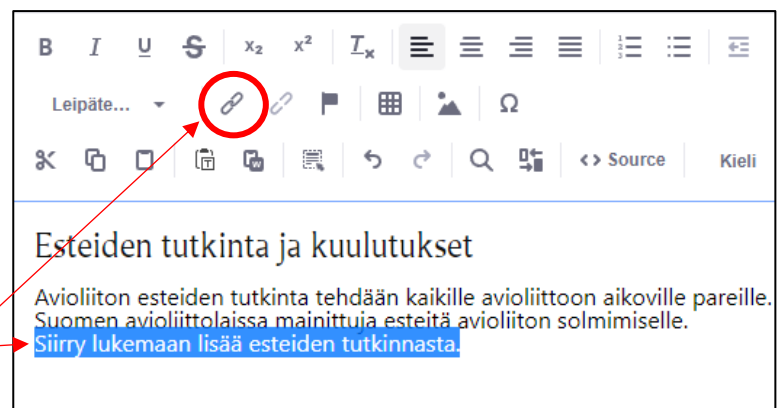 B I U S x₂ x² Ix
Leipäte... Ω
Source Kieli
Esteiden tutkinta ja kuulutukset
Avioliiton esteiden tutkinta tehdään kaikille avioliittoon aikoville pareille.
Suomen avioliittolaissa mainittuja esteitä avioliiton solmimiselle.
Siirry lukemaan lisää esteiden tutkinnasta.